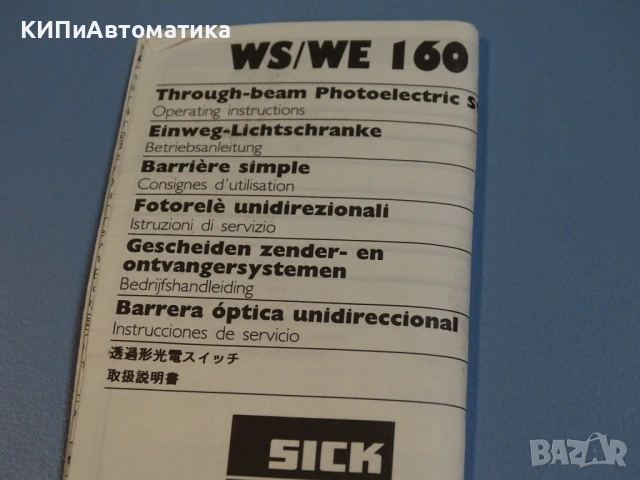 КИПиАвтоматика
WS/WE 160
Through-beam Photoelectric S
Operating instructions
Einweg-Lichtschranke
Betriebsanleitung
Barrière simple
Consignes d'utilisation
Fotorelè unidirezionali
Istruzioni di servizio
Gescheiden zender- en
ontvangersystemen
Bedrijfshandleiding
Barrera óptica unidireccional
Instrucciones de servicio
透過形光電スイッチ
取扱説明書
SICK
BAZAR